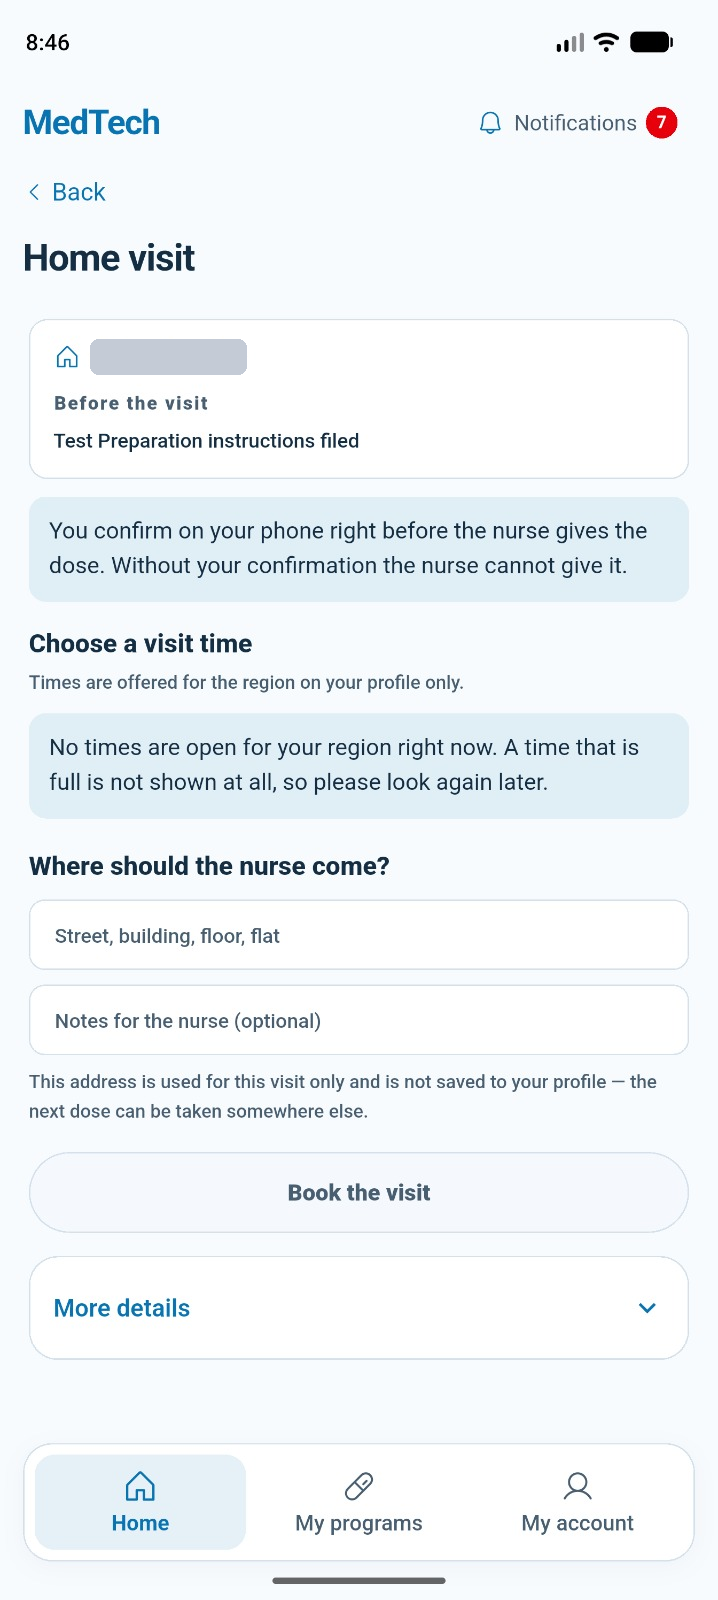 8:46
MedTech
Notifications 7
Back
Home visit
Before the visit
Test Preparation instructions filed
You confirm on your phone right before the nurse gives the
dose. Without your confirmation the nurse cannot give it.
Choose a visit time
Times are offered for the region on your profile only.
No times are open for your region right now. A time that is
full is not shown at all, so please look again later.
Where should the nurse come?
Street, building, floor, flat
Notes for the nurse (optional)
This address is used for this visit only and is not saved to your profile — the
next dose can be taken somewhere else.
Book the visit
More details
Home
My programs
My account